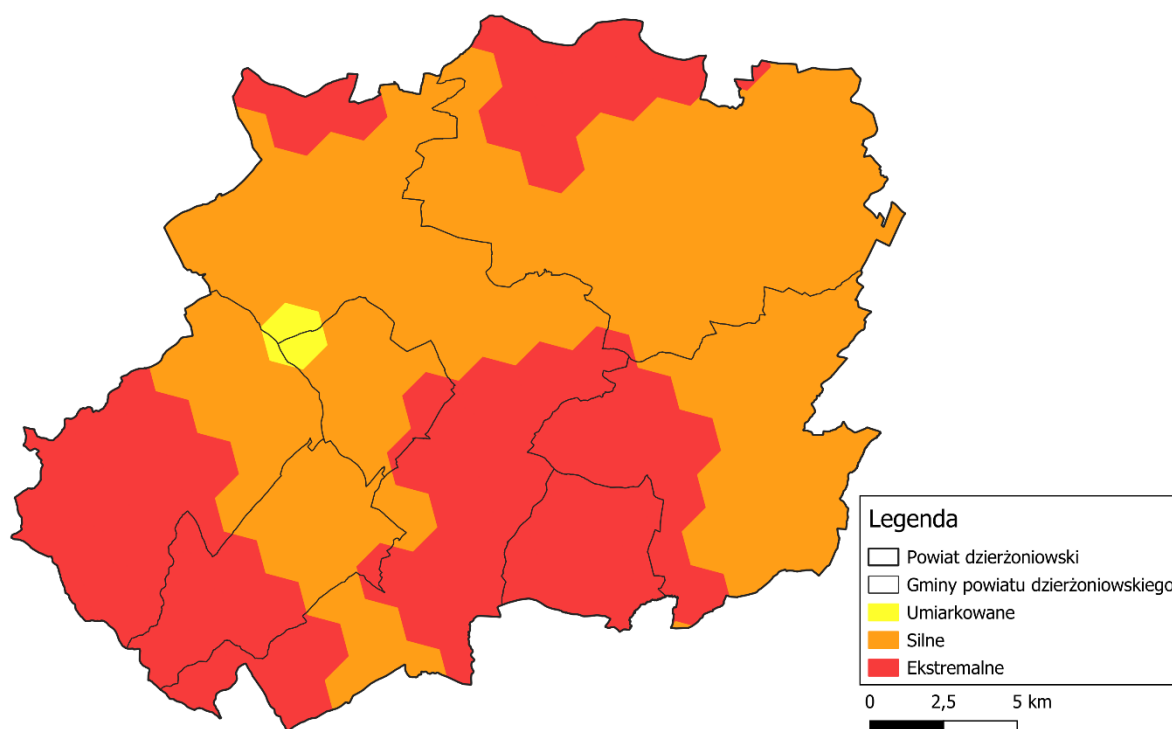 Legenda
Powiat dzierżoniowski
Gminy powiatu dzierżoniowskiego
Umiarkowane
Silne
Ekstremalne
0 2,5 5 km